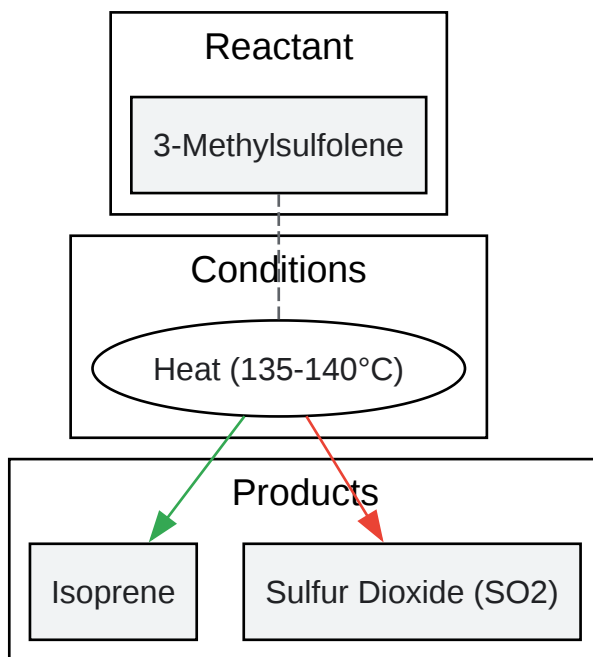 Reactant
3-Methylsulfolene
Conditions
Heat (135-140°C)
Products
Isoprene
Sulfur Dioxide (SO2)